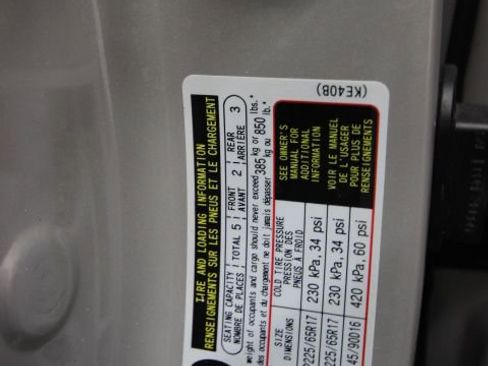 (KE40B)
TIRE AND LOADING INFORMATION
RENSEIGNEMENTS SUR LES PNEUS ET LE CHARGEMENT
SEATING CAPACITY TOTAL 5 FRONT 2 REAR 3
NOMBRE DE PLACES AVANT ARRIÈRE
weight of occupants and cargo should never exceed 385 kg or 850 lbs.
des occupants et du chargement ne doit jamais dépasser kg ou lb.
SIZE COLD TIRE PRESSURE
DIMENSIONS PRESSION DES
PNEUS À FROID
225/65R17 230 kPa, 34 psi
225/65R17 230 kPa, 34 psi
45/90D16 420 kPa, 60 psi
SEE OWNER'S
MANUAL FOR
ADDITIONAL
INFORMATION
VOIR LE MANUEL
DE L'USAGER
POUR PLUS DE
RENSEIGNEMENTS